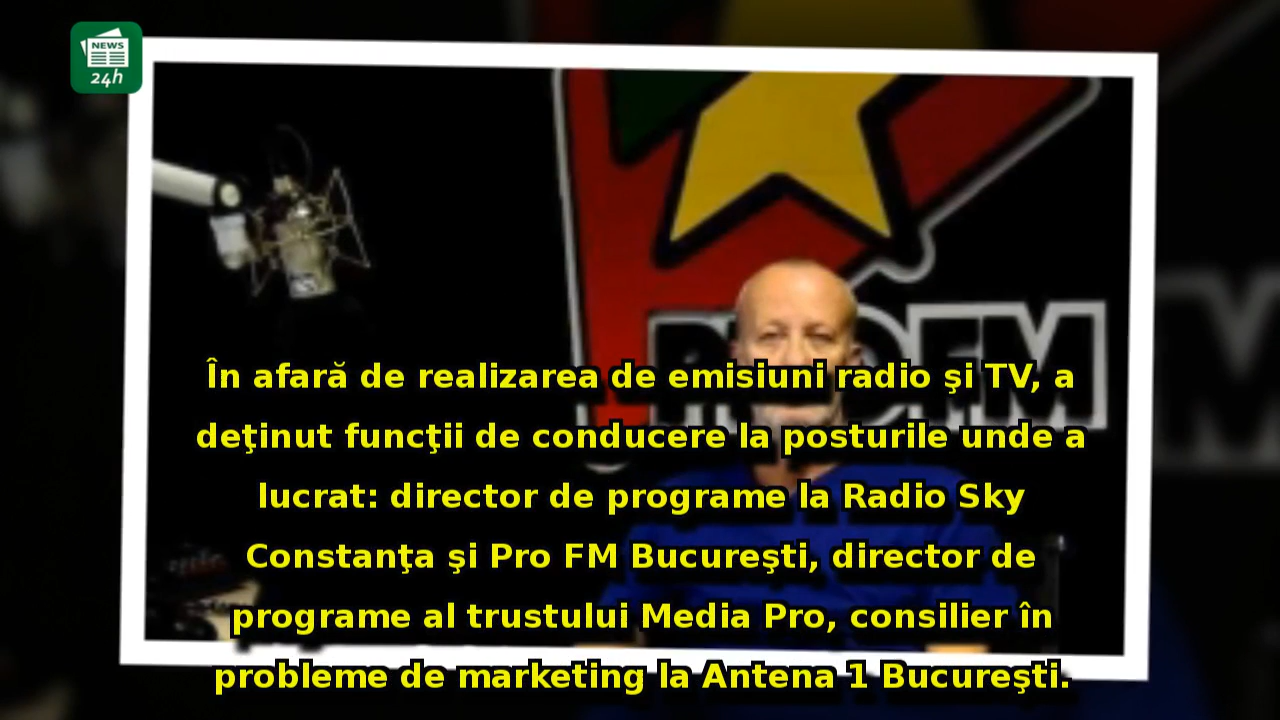 NEWS
24h
PROFM
În afară de realizarea de emisiuni radio şi TV, a
deţinut funcţii de conducere la posturile unde a
lucrat: director de programe la Radio Sky
Constanţa şi Pro FM Bucureşti, director de
programe al trustului Media Pro, consilier în
probleme de marketing la Antena 1 Bucureşti.